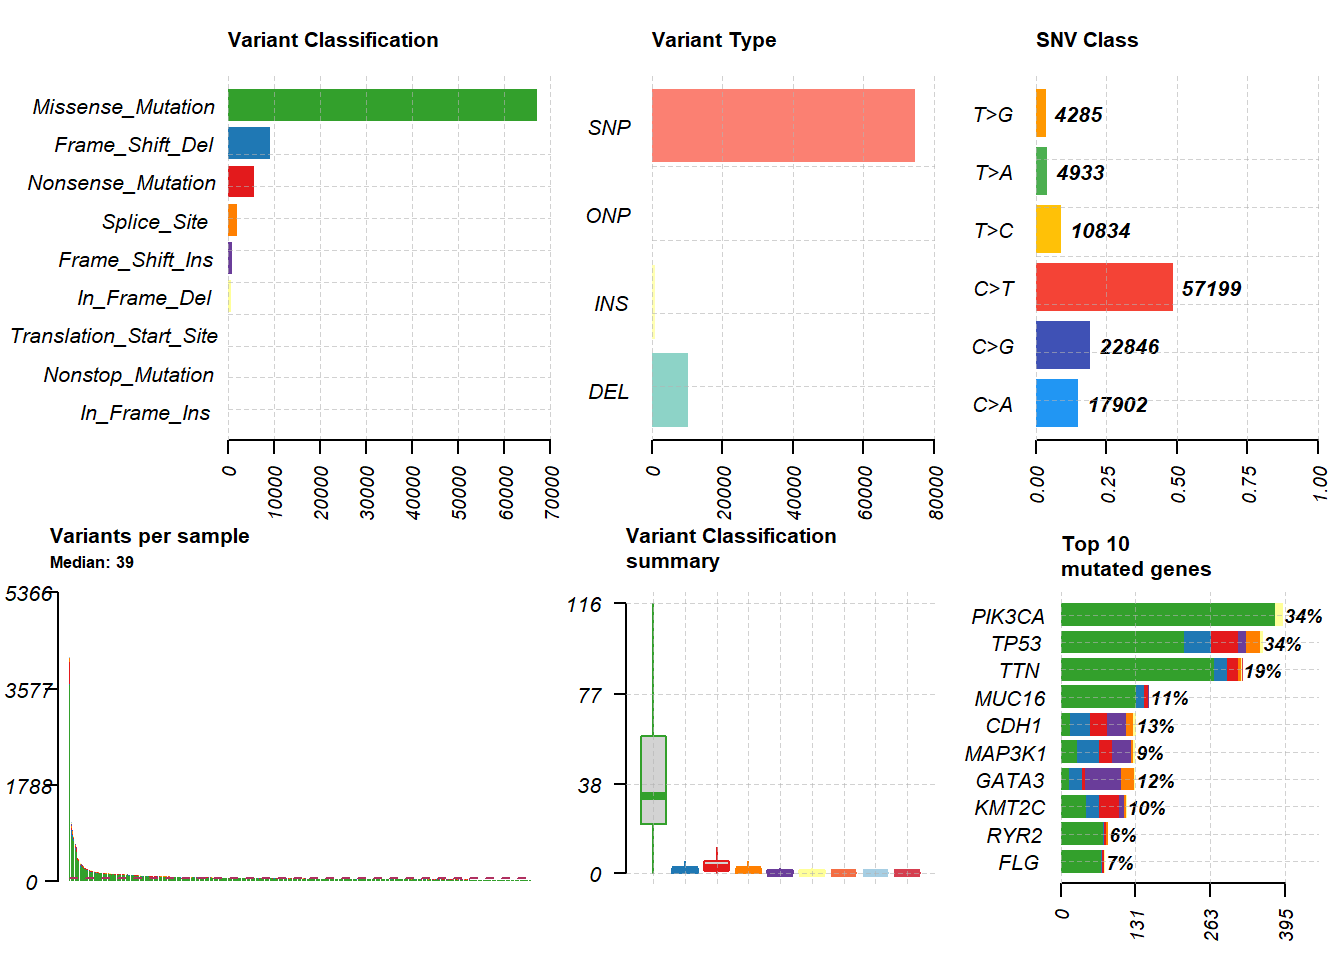 Variant Classification
Missense_Mutation
Frame_Shift_Del
Nonsense_Mutation
Splice_Site
Frame_Shift_Ins
In_Frame_Del
Translation_Start_Site
Nonstop_Mutation
In_Frame_Ins
0 10000 20000 30000 40000 50000 60000 70000
Variant Type
SNP
ONP
INS
DEL
0 20000 40000 60000 80000
SNV Class
T>G 4285
T>A 4933
T>C 10834
C>T 57199
C>G 22846
C>A 17902
0.00 0.25 0.50 0.75 1.00
Variants per sample
Median: 39
5366
3577
1788
0
Variant Classification
summary
116
77
38
0
Top 10
mutated genes
PIK3CA 34%
TP53 34%
TTN 19%
MUC16 11%
CDH1 13%
MAP3K1 9%
GATA3 12%
KMT2C 10%
RYR2 6%
FLG 7%
0 131 263 395